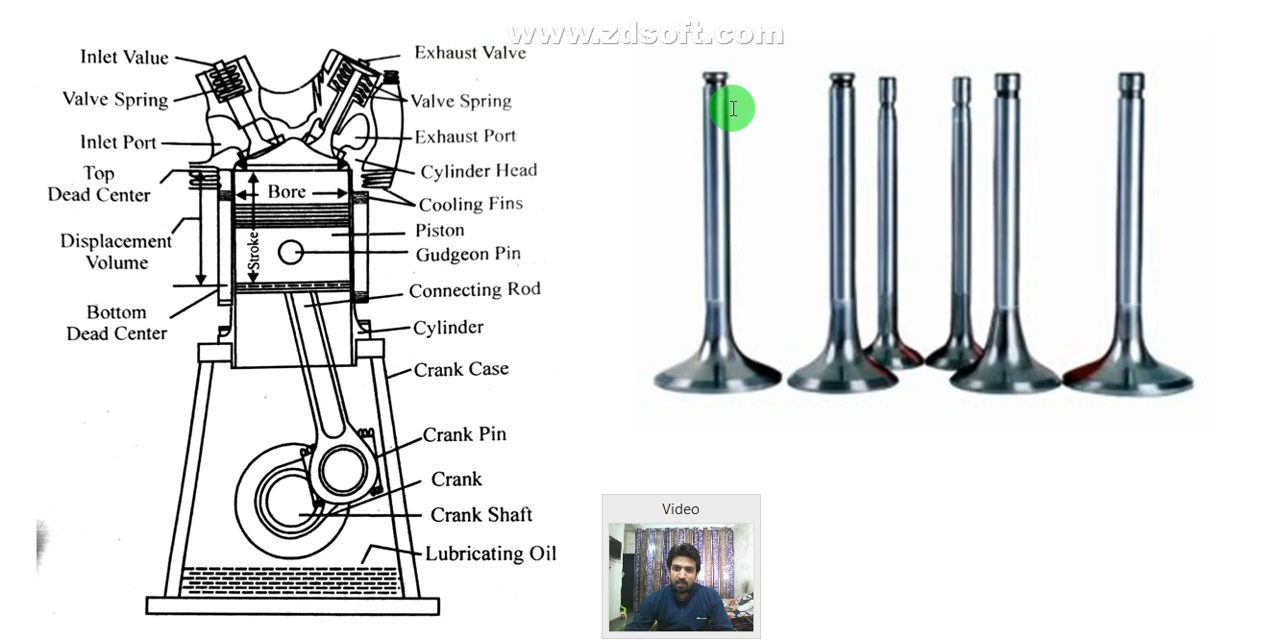 www.zdsoft.com
Inlet Value
Valve Spring
Inlet Port
Top
Dead Center
Displacement
Volume
Bottom
Dead Center
Bore
Stroke
Exhaust Valve
Valve Spring
Exhaust Port
Cylinder Head
Cooling Fins
Piston
Gudgeon Pin
Connecting Rod
Cylinder
Crank Case
Crank Pin
Crank
Crank Shaft
Lubricating Oil
Video